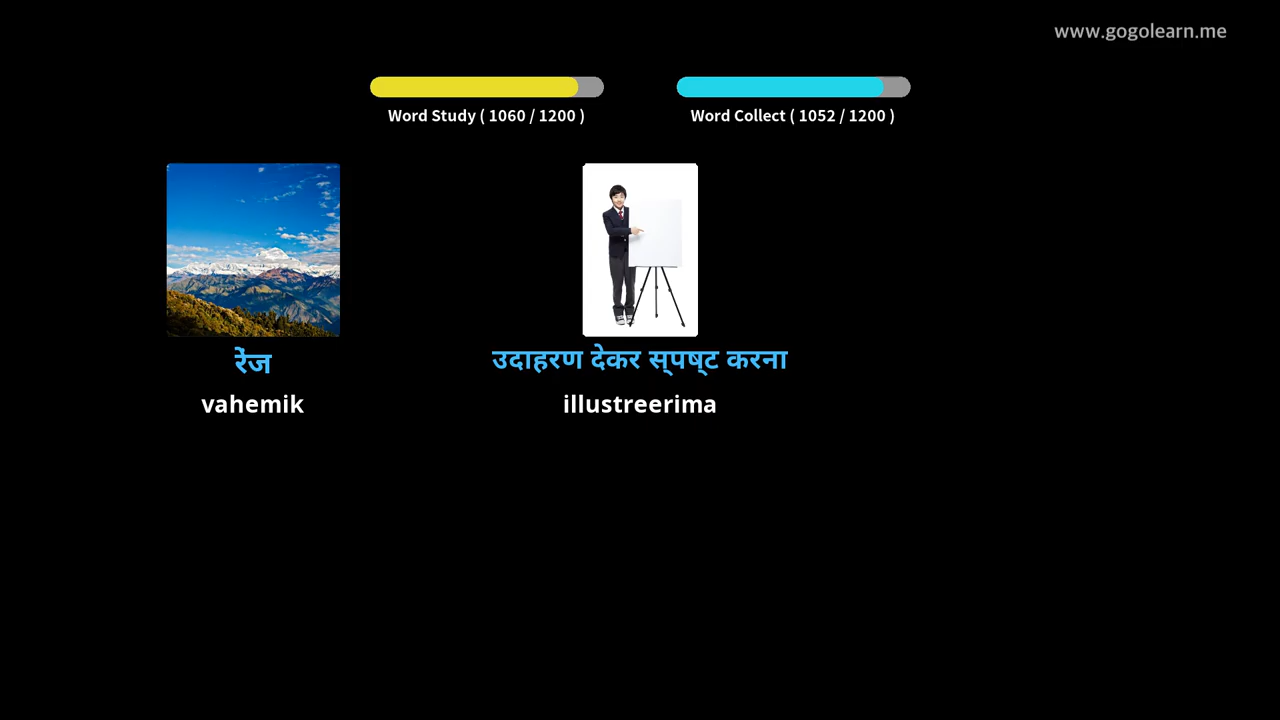 www.gogolearn.me
Word Study ( 1060 / 1200 )
Word Collect ( 1052 / 1200 )
रेंज
उदाहरण देकर स्पष्ट करना
vahemik
illustreerima